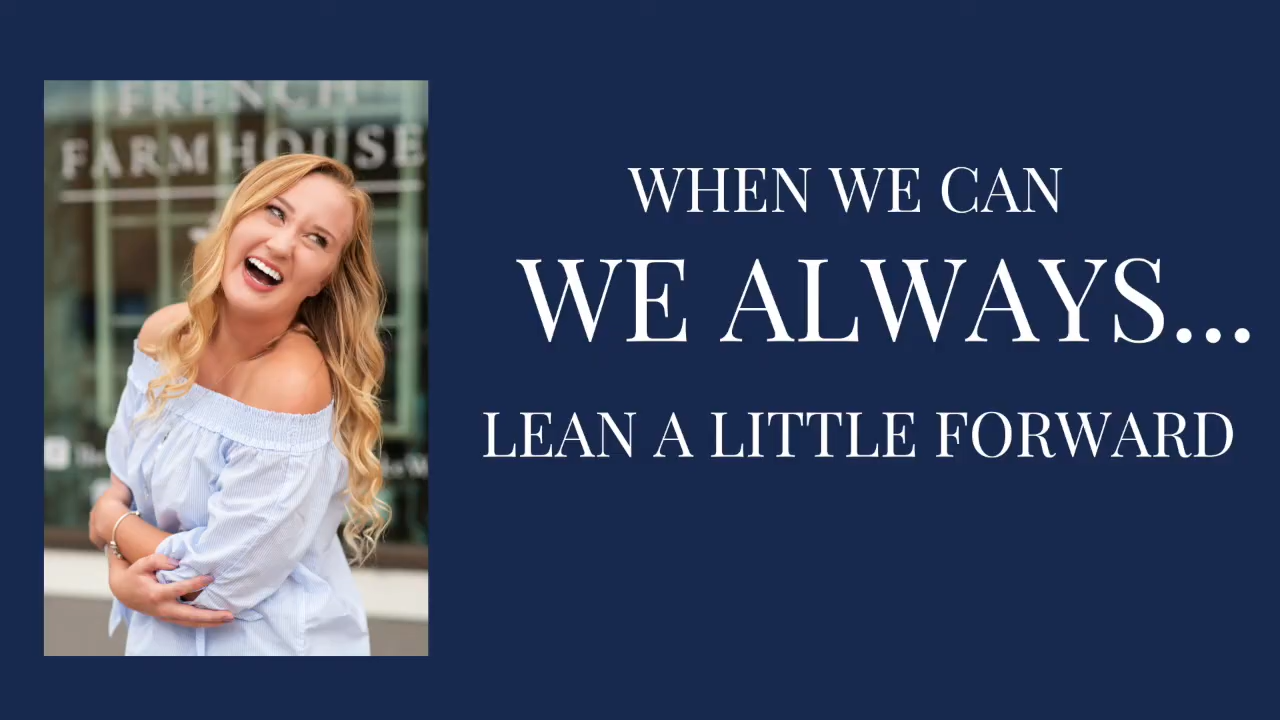 FRENCH
FARMHOUSE
WHEN WE CAN
WE ALWAYS...
LEAN A LITTLE FORWARD